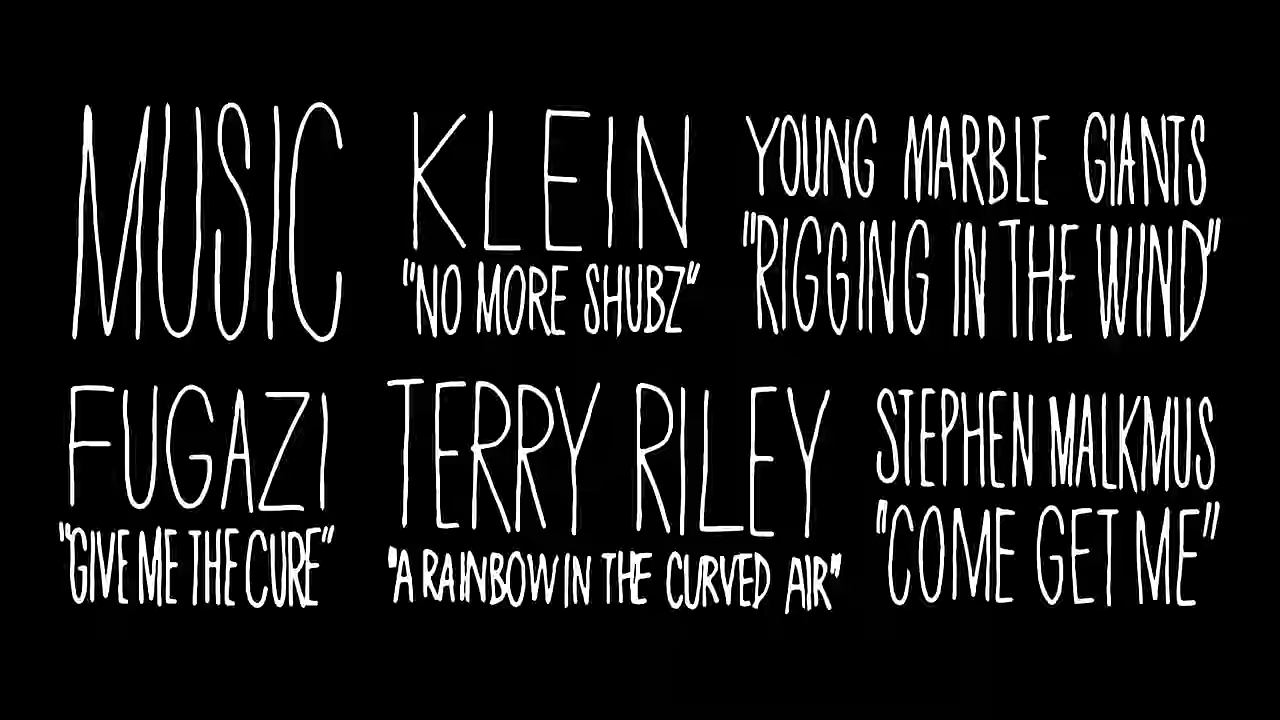 MUSIC
KLEIN
"NO MORE SHUBZ"
YOUNG MARBLE GIANTS
"RIGGING IN THE WIND"
FUGAZI
"GIVE ME THE CURE"
TERRY RILEY
"A RAINBOW IN THE CURVED AIR"
STEPHEN MALKMUS
"COME GET ME"